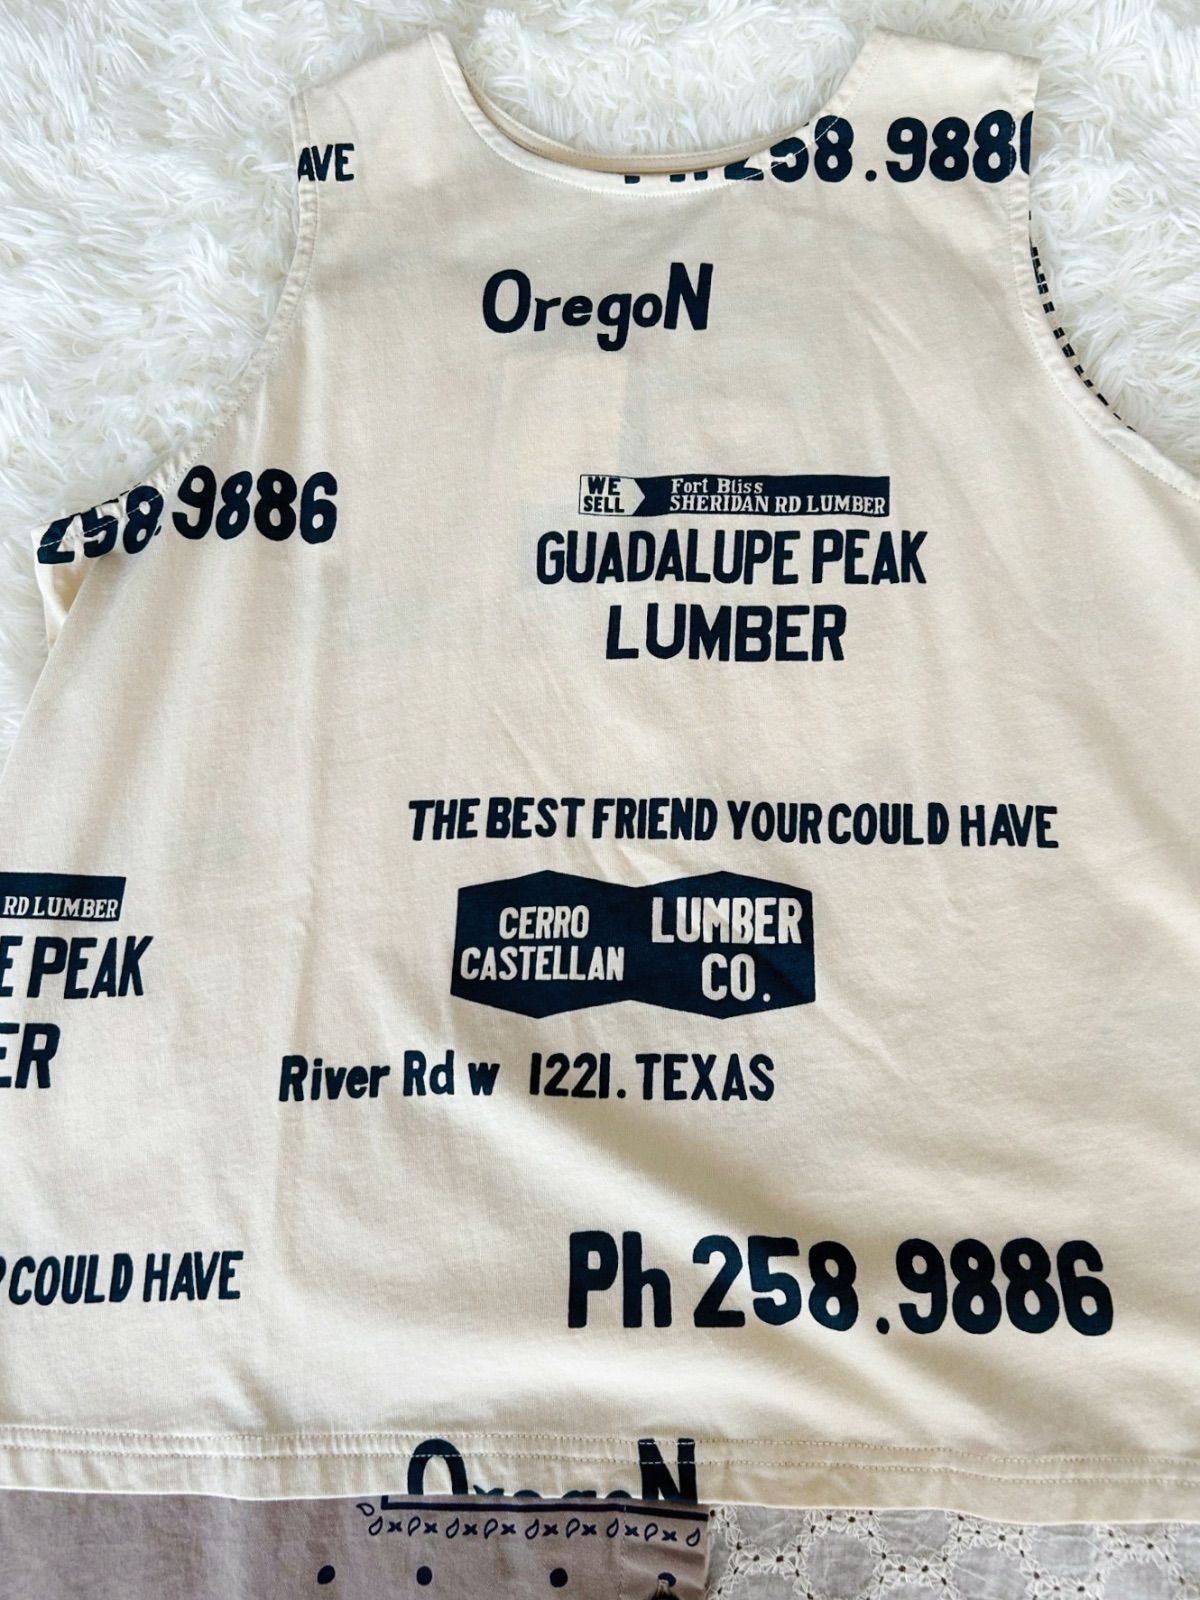 AVE
258.9886
OregoN
258.9886
WE SELL
Fort Bliss
SHERIDAN RD LUMBER
GUADALUPE PEAK
LUMBER
THE BEST FRIEND YOUR COULD HAVE
RD LUMBER
E PEAK
ER
CERRO
CASTELLAN
LUMBER
CO.
River Rd w 1221. TEXAS
COULD HAVE
Ph 258.9886
OregoN